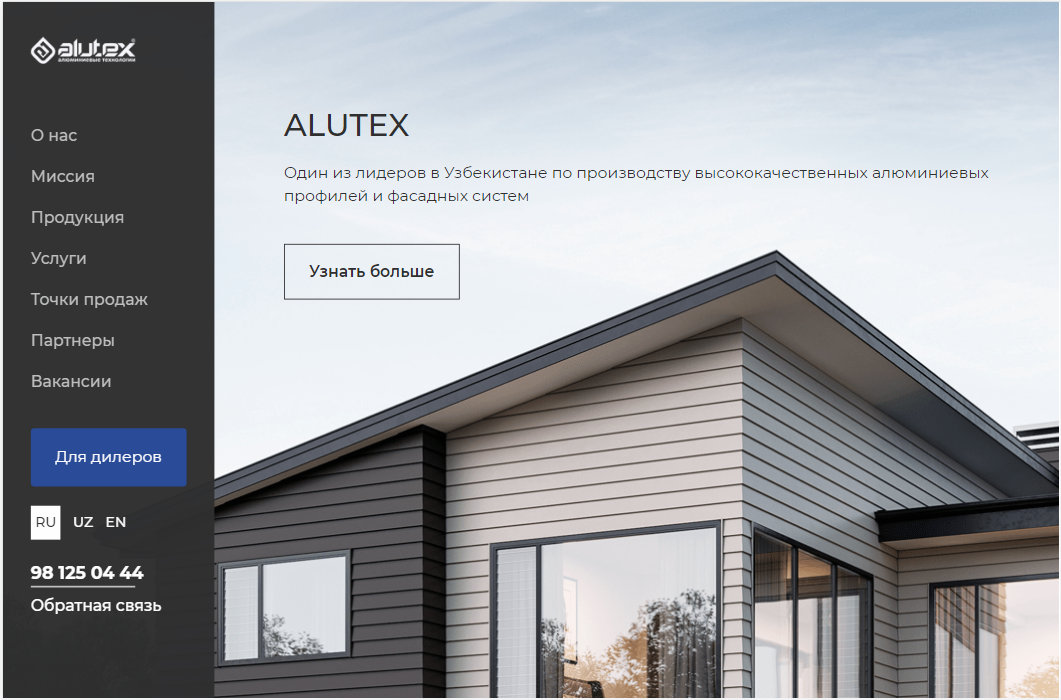 alutex
АЛЮМИНИЕВЫЕ ТЕХНОЛОГИИ
О нас
Миссия
Продукция
Услуги
Точки продаж
Партнеры
Вакансии
Для дилеров
RU UZ EN
98 125 04 44
Обратная связь
ALUTEX
Один из лидеров в Узбекистане по производству высококачественных алюминиевых
профилей и фасадных систем
Узнать больше